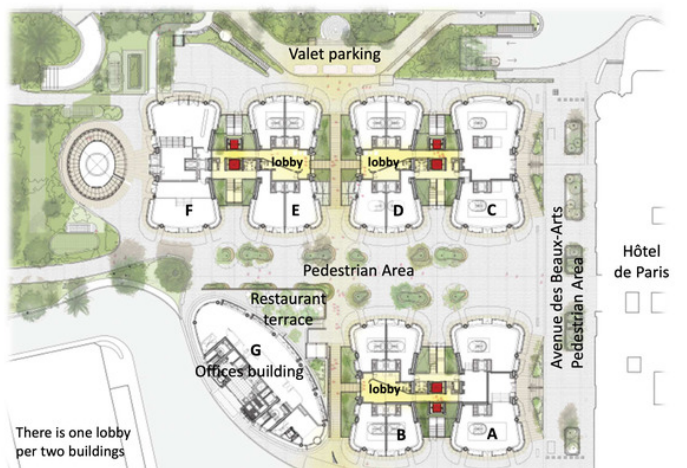 Valet parking
lobby
lobby
F
E
D
C
Pedestrian Area
Avenue des Beaux-Arts
Pedestrian Area
Hôtel
de Paris
Restaurant
terrace
G
Offices building
lobby
B
A
There is one lobby
per two buildings